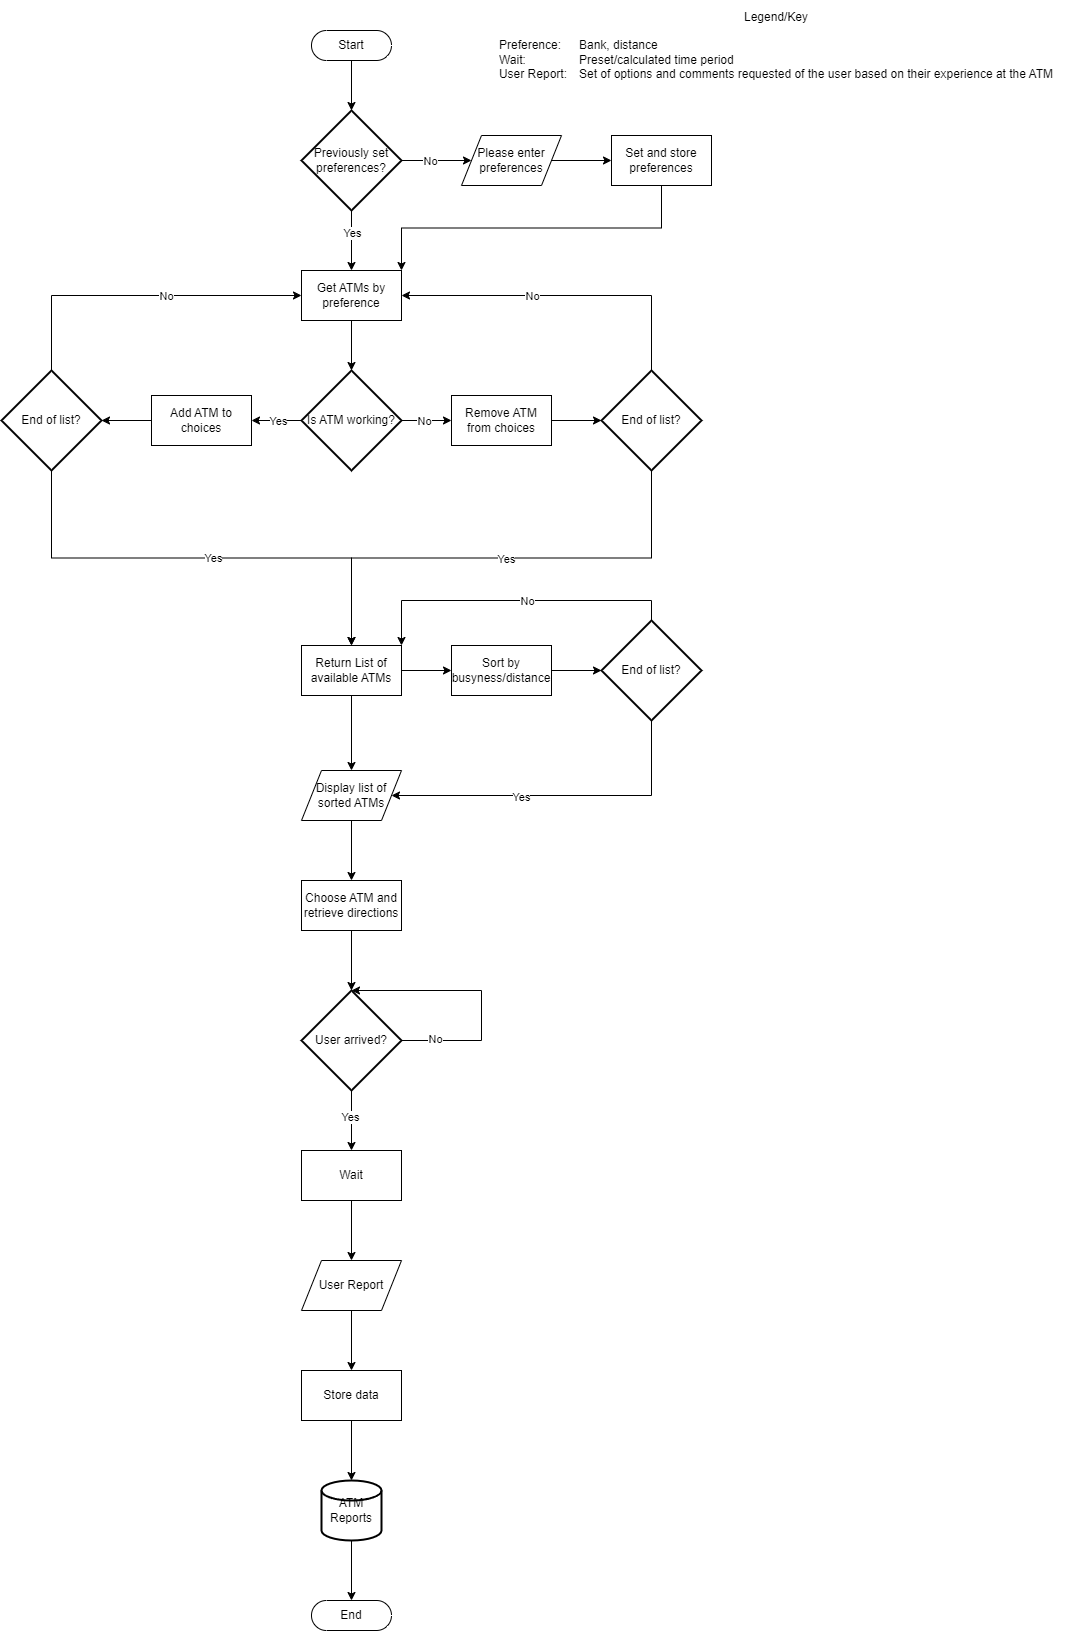 Legend/Key
Start
Preference: Bank, distance
Wait: Preset/calculated time period
User Report: Set of options and comments requested of the user based on their experience at the ATM
Previously set
preferences?
No
Please enter
preferences
Set and store
preferences
Yes
Get ATMs by
preference
No
No
End of list?
Add ATM to
choices
Yes
Is ATM working?
No
Remove ATM
from choices
End of list?
Yes
Yes
No
Return List of
available ATMs
Sort by
busyness/distance
End of list?
Display list of
sorted ATMs
Yes
Choose ATM and
retrieve directions
User arrived?
No
Yes
Wait
User Report
Store data
ATM
Reports
End